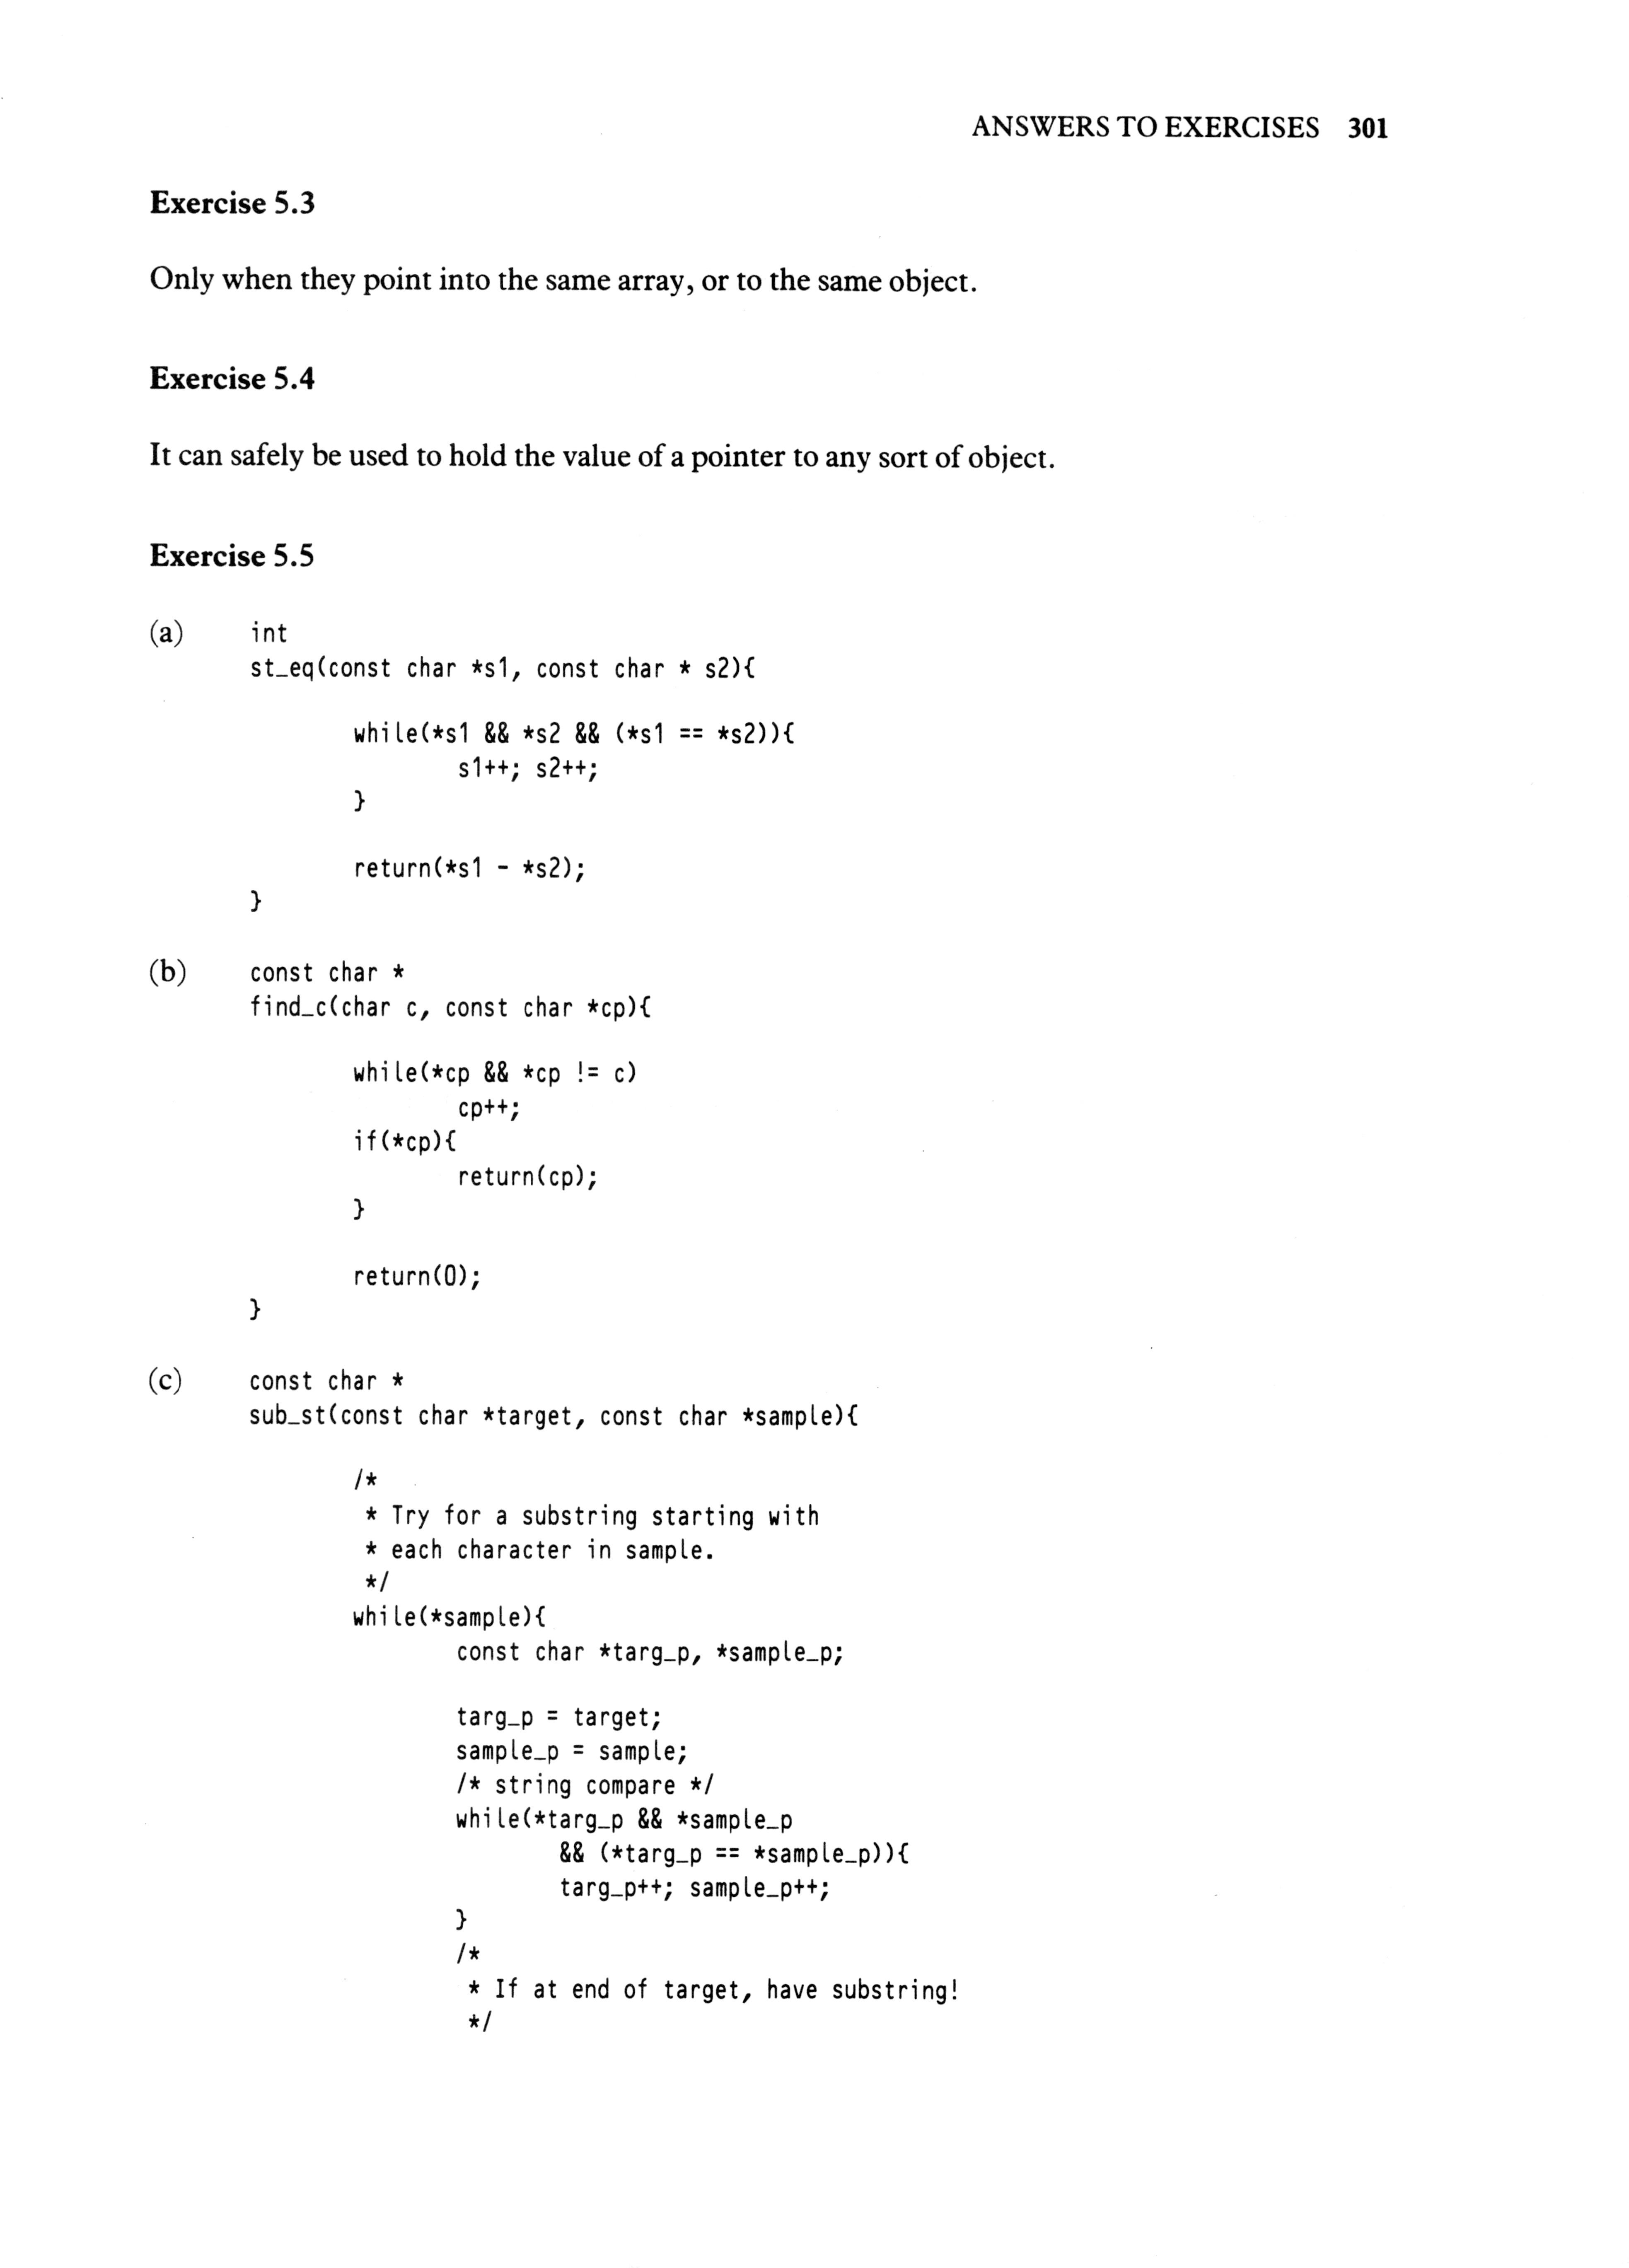 ANSWERS TO EXERCISES 301
Exercise 5.3
Only when they point into the same array, or to the same object.
Exercise 5.4
It can safely be used to hold the value of a pointer to any sort of object.
Exercise 5.5
(a) int
st_eq(const char *s1, const char * s2){
while(*s1 && *s2 && (*s1 == *s2)){
s1++; s2++;
}
return(*s1 - *s2);
}
(b) const char *
find_c(char c, const char *cp){
while(*cp && *cp != c)
cp++;
if(*cp){
return(cp);
}
return(0);
}
(c) const char *
sub_st(const char *target, const char *sample){
/*
* Try for a substring starting with
* each character in sample.
*/
while(*sample){
const char *targ_p, *sample_p;
targ_p = target;
sample_p = sample;
/* string compare */
while(*targ_p && *sample_p
&& (*targ_p == *sample_p)){
targ_p++; sample_p++;
}
/*
* If at end of target, have substring!
*/